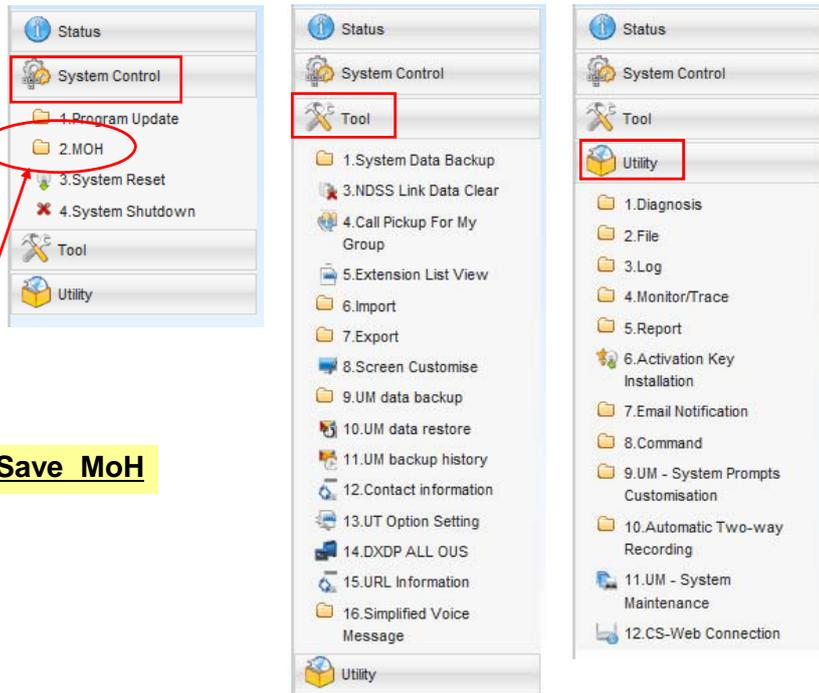 Status
System Control
1.Program Update
2.MOH
3.System Reset
4.System Shutdown
Tool
Utility
Save MoH
Status
System Control
Tool
1.System Data Backup
3.NDSS Link Data Clear
4.Call Pickup For My
Group
5.Extension List View
6.Import
7.Export
8.Screen Customise
9.UM data backup
10.UM data restore
11.UM backup history
12.Contact information
13.UT Option Setting
14.DXDP ALL OUS
15.URL Information
16.Simplified Voice
Message
Utility
Status
System Control
Tool
Utility
1.Diagnosis
2.File
3.Log
4.Monitor/Trace
5.Report
6.Activation Key
Installation
7.Email Notification
8.Command
9.UM - System Prompts
Customisation
10.Automatic Two-way
Recording
11.UM - System
Maintenance
12.CS-Web Connection